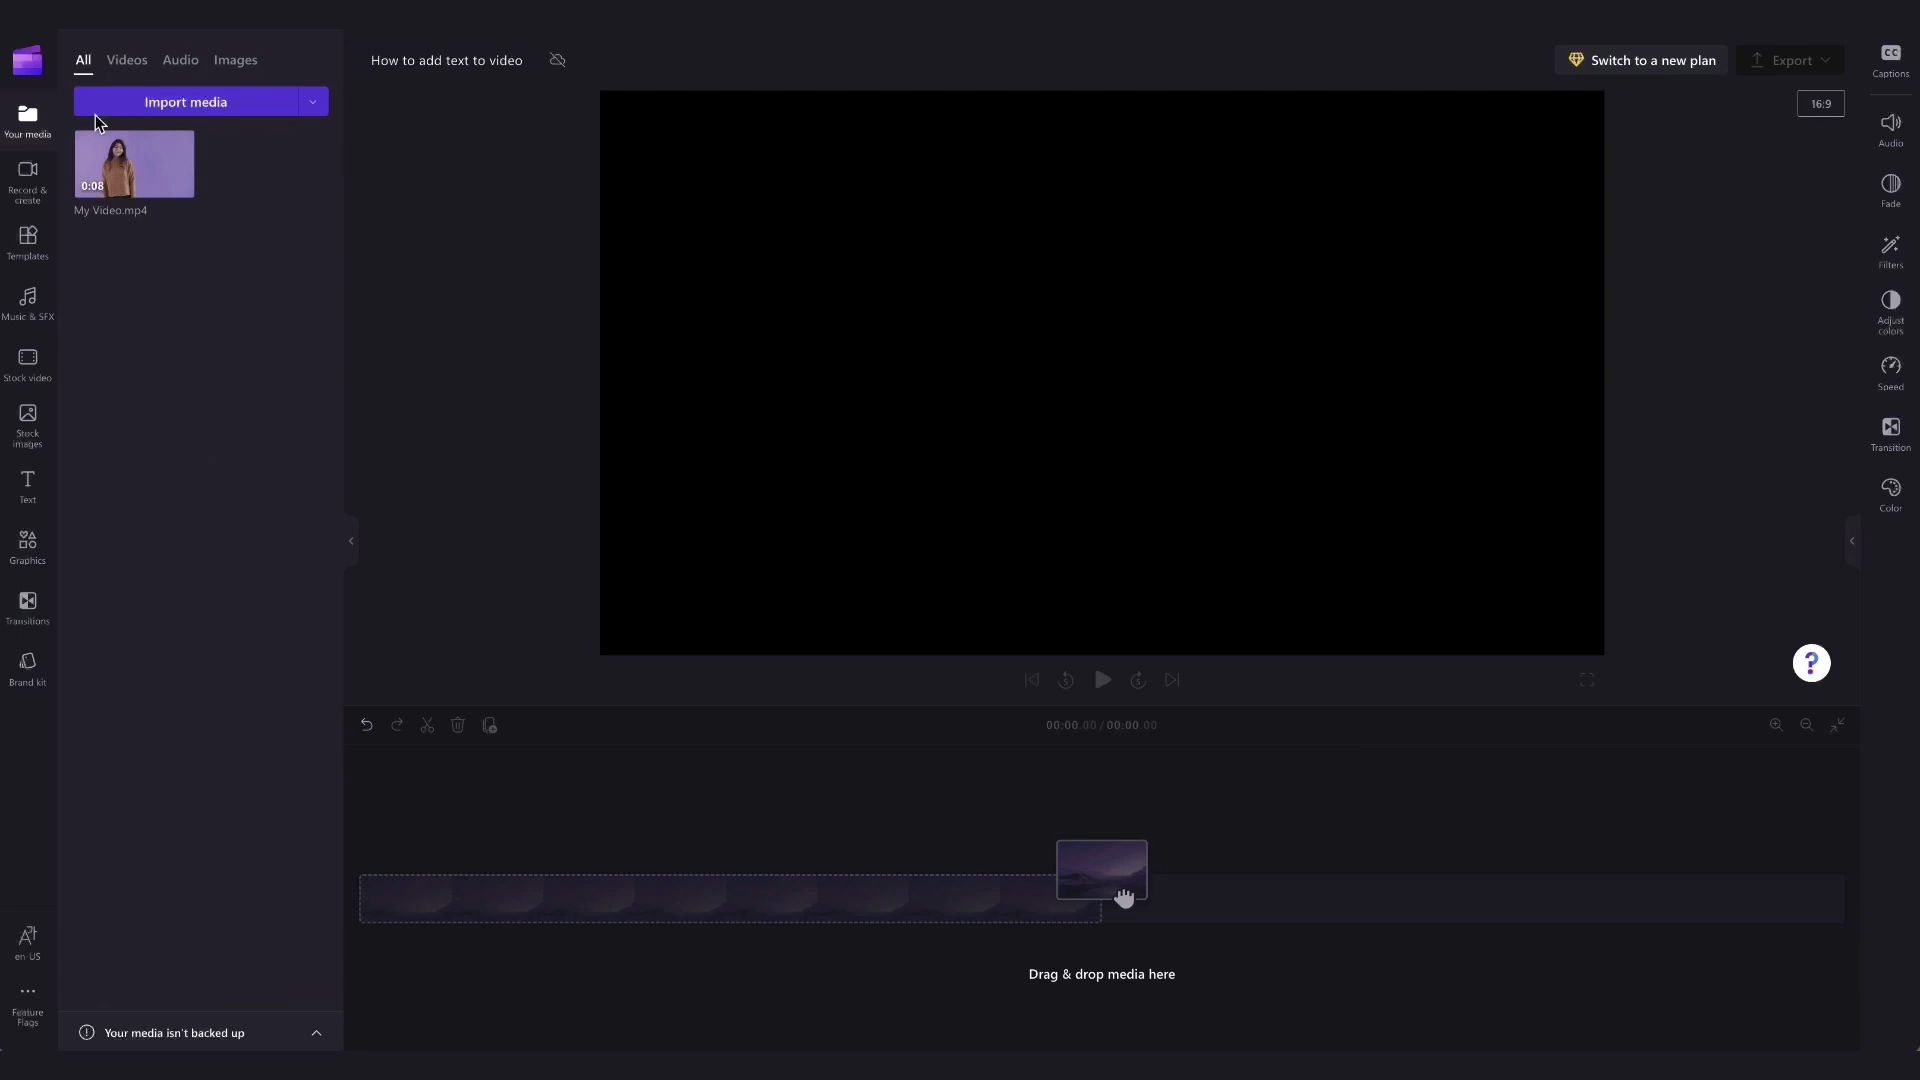 All Videos Audio Images
Import media
0:08
My Video.mp4
Your media
Record &
create
Templates
Music & SFX
Stock video
Stock
images
Text
Graphics
Transitions
Brand kit
en-US
Feature
Flags
Your media isn't backed up
How to add text to video
Switch to a new plan
Export
16:9
5
5
?
00:00.00 / 00:00.00
Drag & drop media here
CC
Captions
Audio
Fade
Filters
Adjust
colors
Speed
Transition
Color